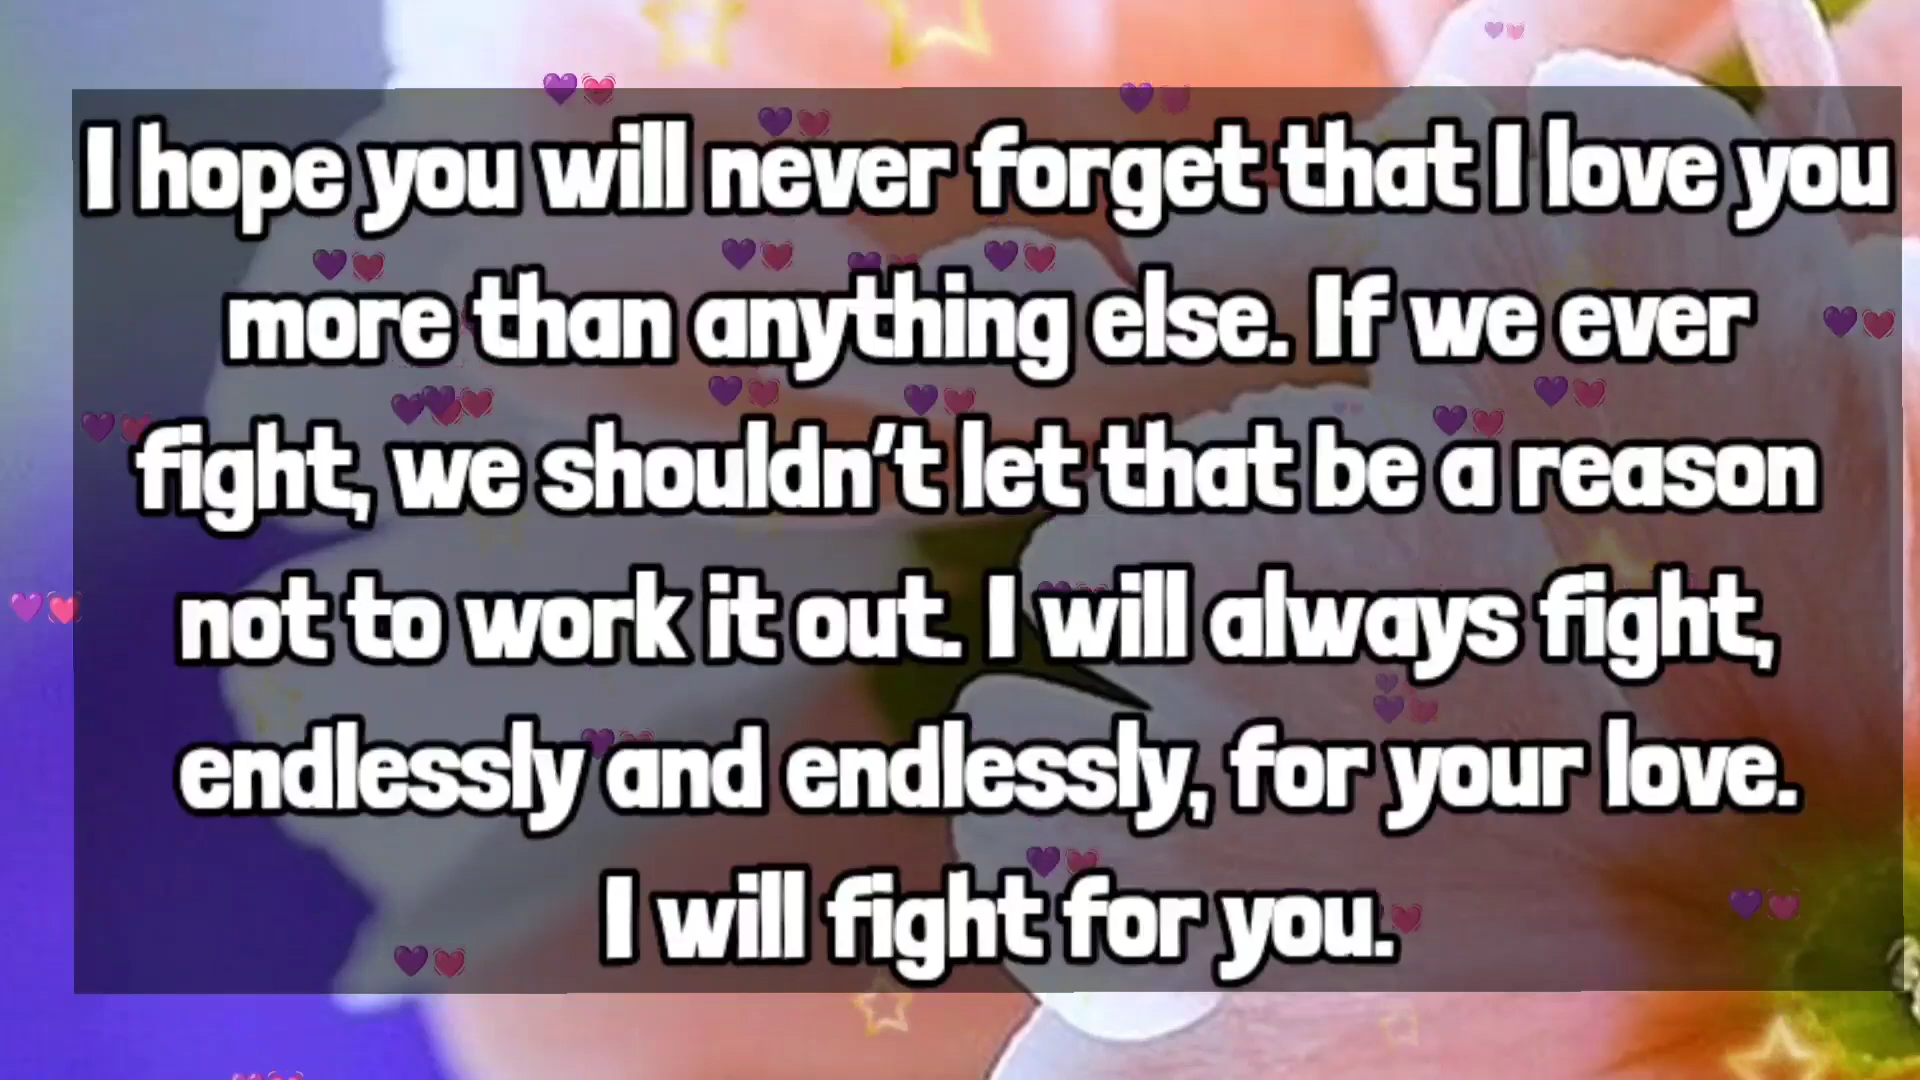 I hope you will never forget that I love you
more than anything else. If we ever
fight, we shouldn't let that be a reason
not to work it out. I will always fight,
endlessly and endlessly, for your love.
I will fight for you.